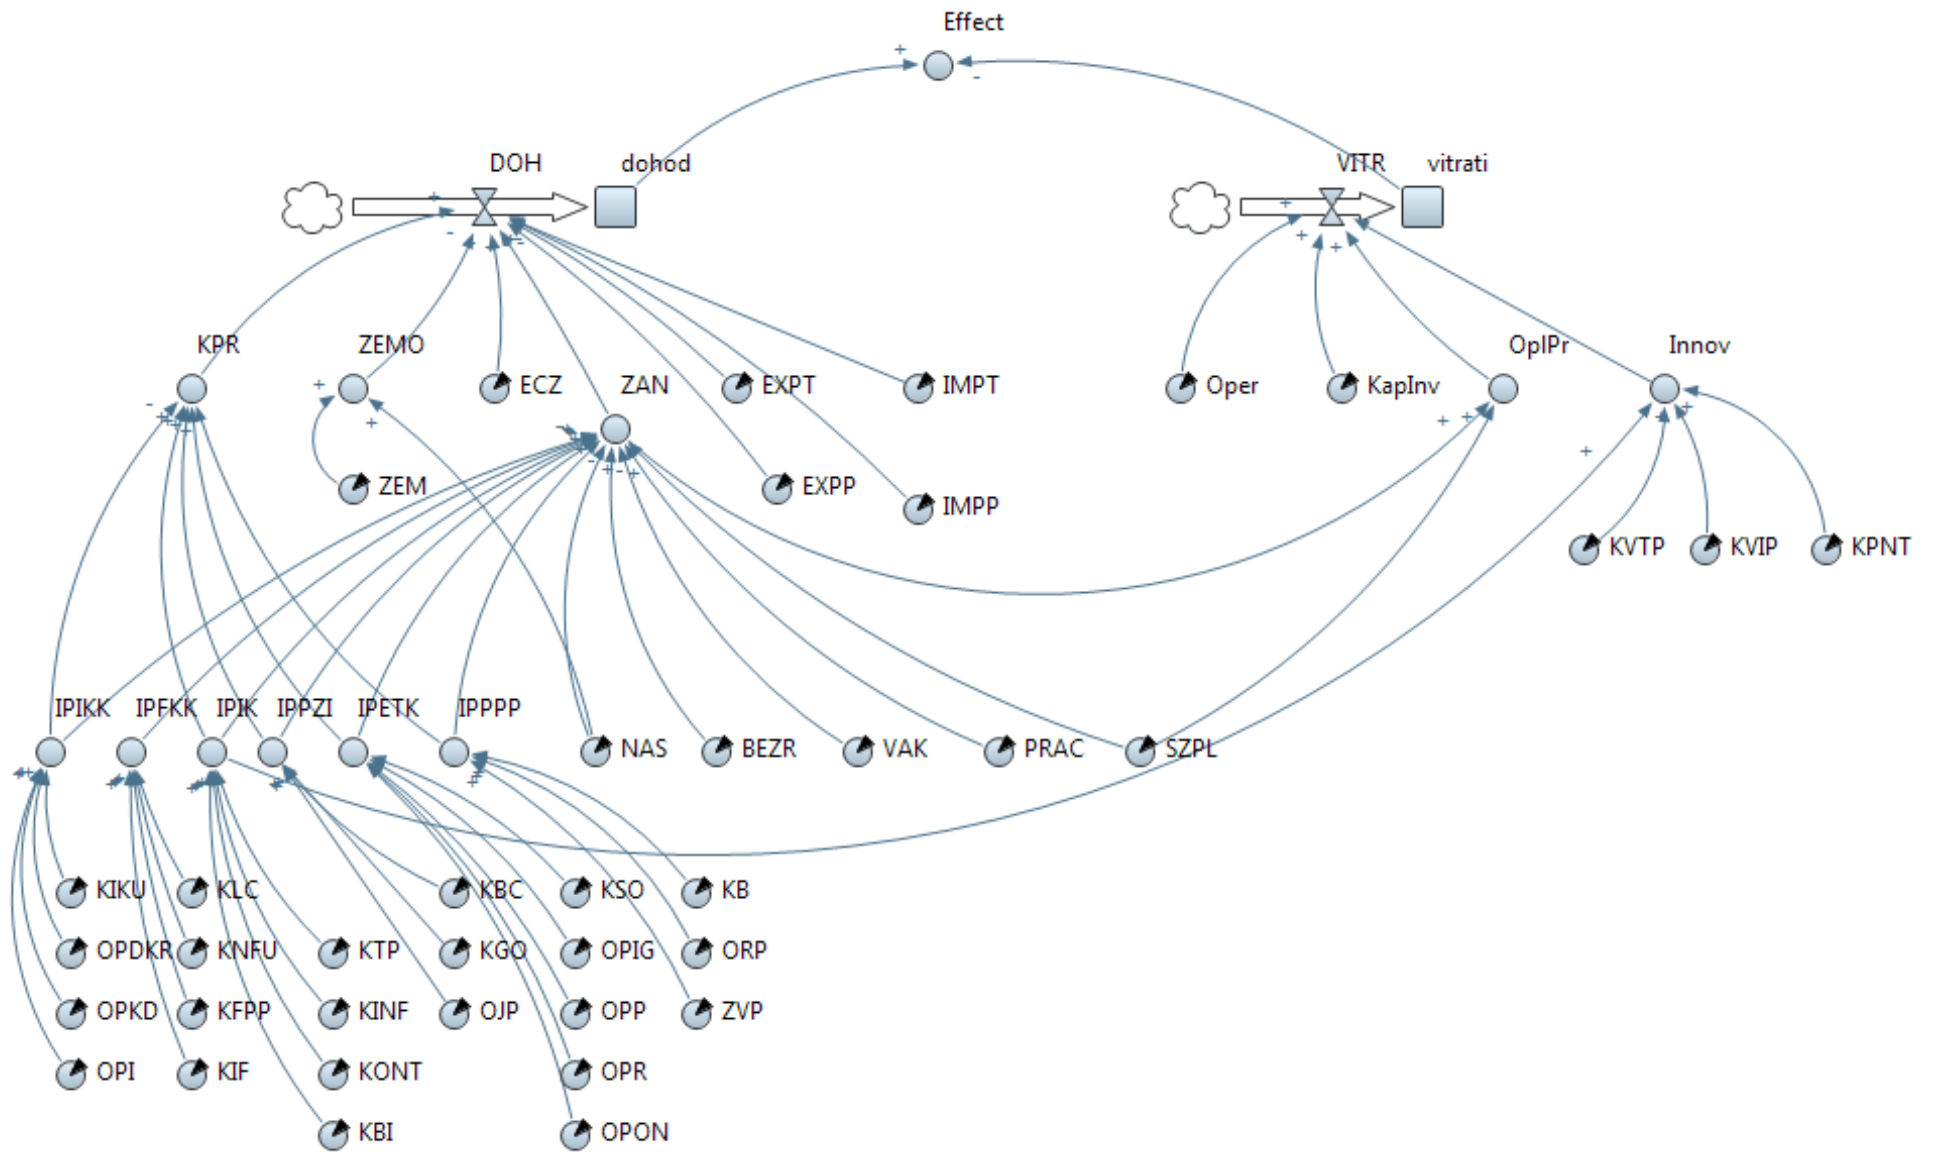 Effect
DOH
dohod
VITR
vitrati
KPR
ZEMO
ECZ
ZAN
EXPT
IMPT
Oper
KapInv
OplPr
Innov
ZEM
EXPP
IMPP
KVTP
KVIP
KPNT
IPIKK
IPFKK
IPIK
IPPZI
IPETK
IPPPP
NAS
BEZR
VAK
PRAC
SZPL
KIKU
KLC
KBC
KSO
KB
OPDKR
KNFU
KTP
KGO
OPIG
ORP
OPKD
KFPP
KINF
OJP
OPP
ZVP
OPI
KIF
KONT
OPR
KBI
OPON